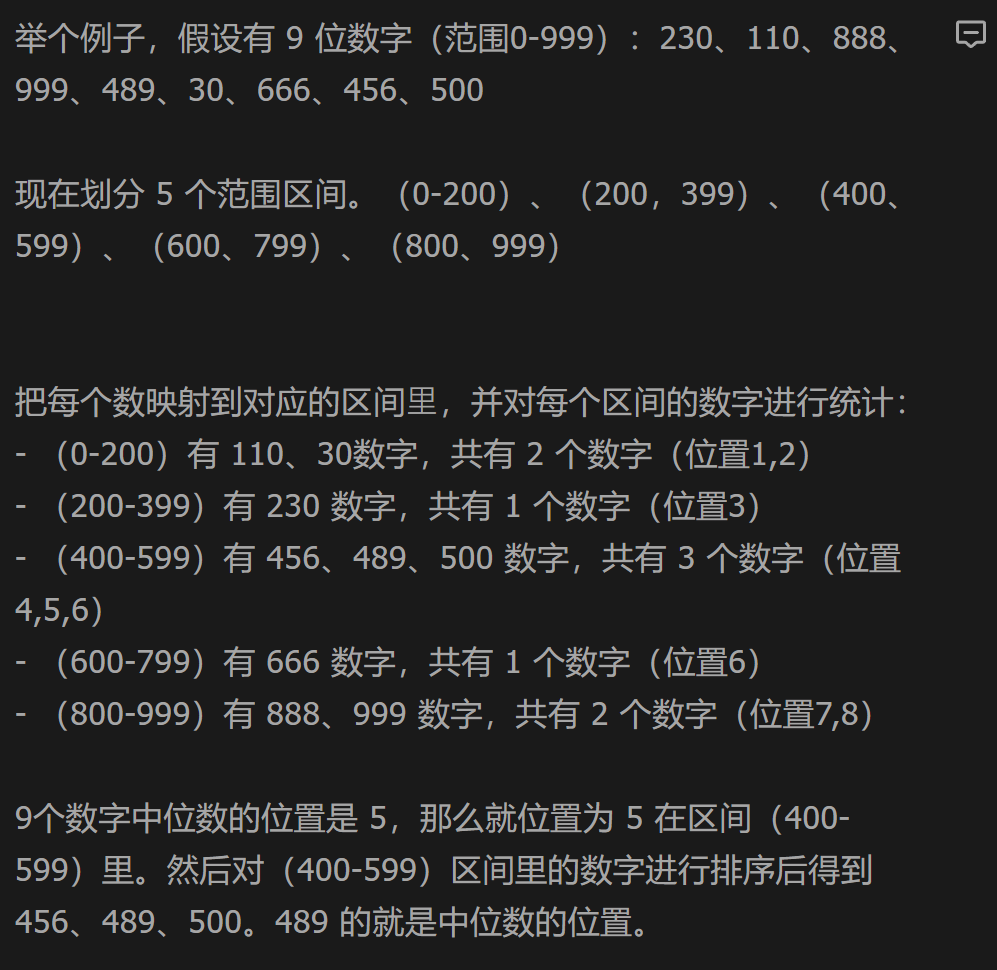 举个例子，假设有 9 位数字（范围0-999）：230、110、888、
999、489、30、666、456、500
现在划分 5 个范围区间。（0-200）、（200，399）、（400、
599）、（600、799）、（800、999）
把每个数映射到对应的区间里，并对每个区间的数字进行统计：
- （0-200）有 110、30数字，共有 2 个数字（位置1,2）
- （200-399）有 230 数字，共有 1 个数字（位置3）
- （400-599）有 456、489、500 数字，共有 3 个数字（位置
4,5,6）
- （600-799）有 666 数字，共有 1 个数字（位置6）
- （800-999）有 888、999 数字，共有 2 个数字（位置7,8）
9个数字中位数的位置是 5，那么就位置为 5 在区间（400-
599）里。然后对（400-599）区间里的数字进行排序后得到
456、489、500。489 的就是中位数的位置。